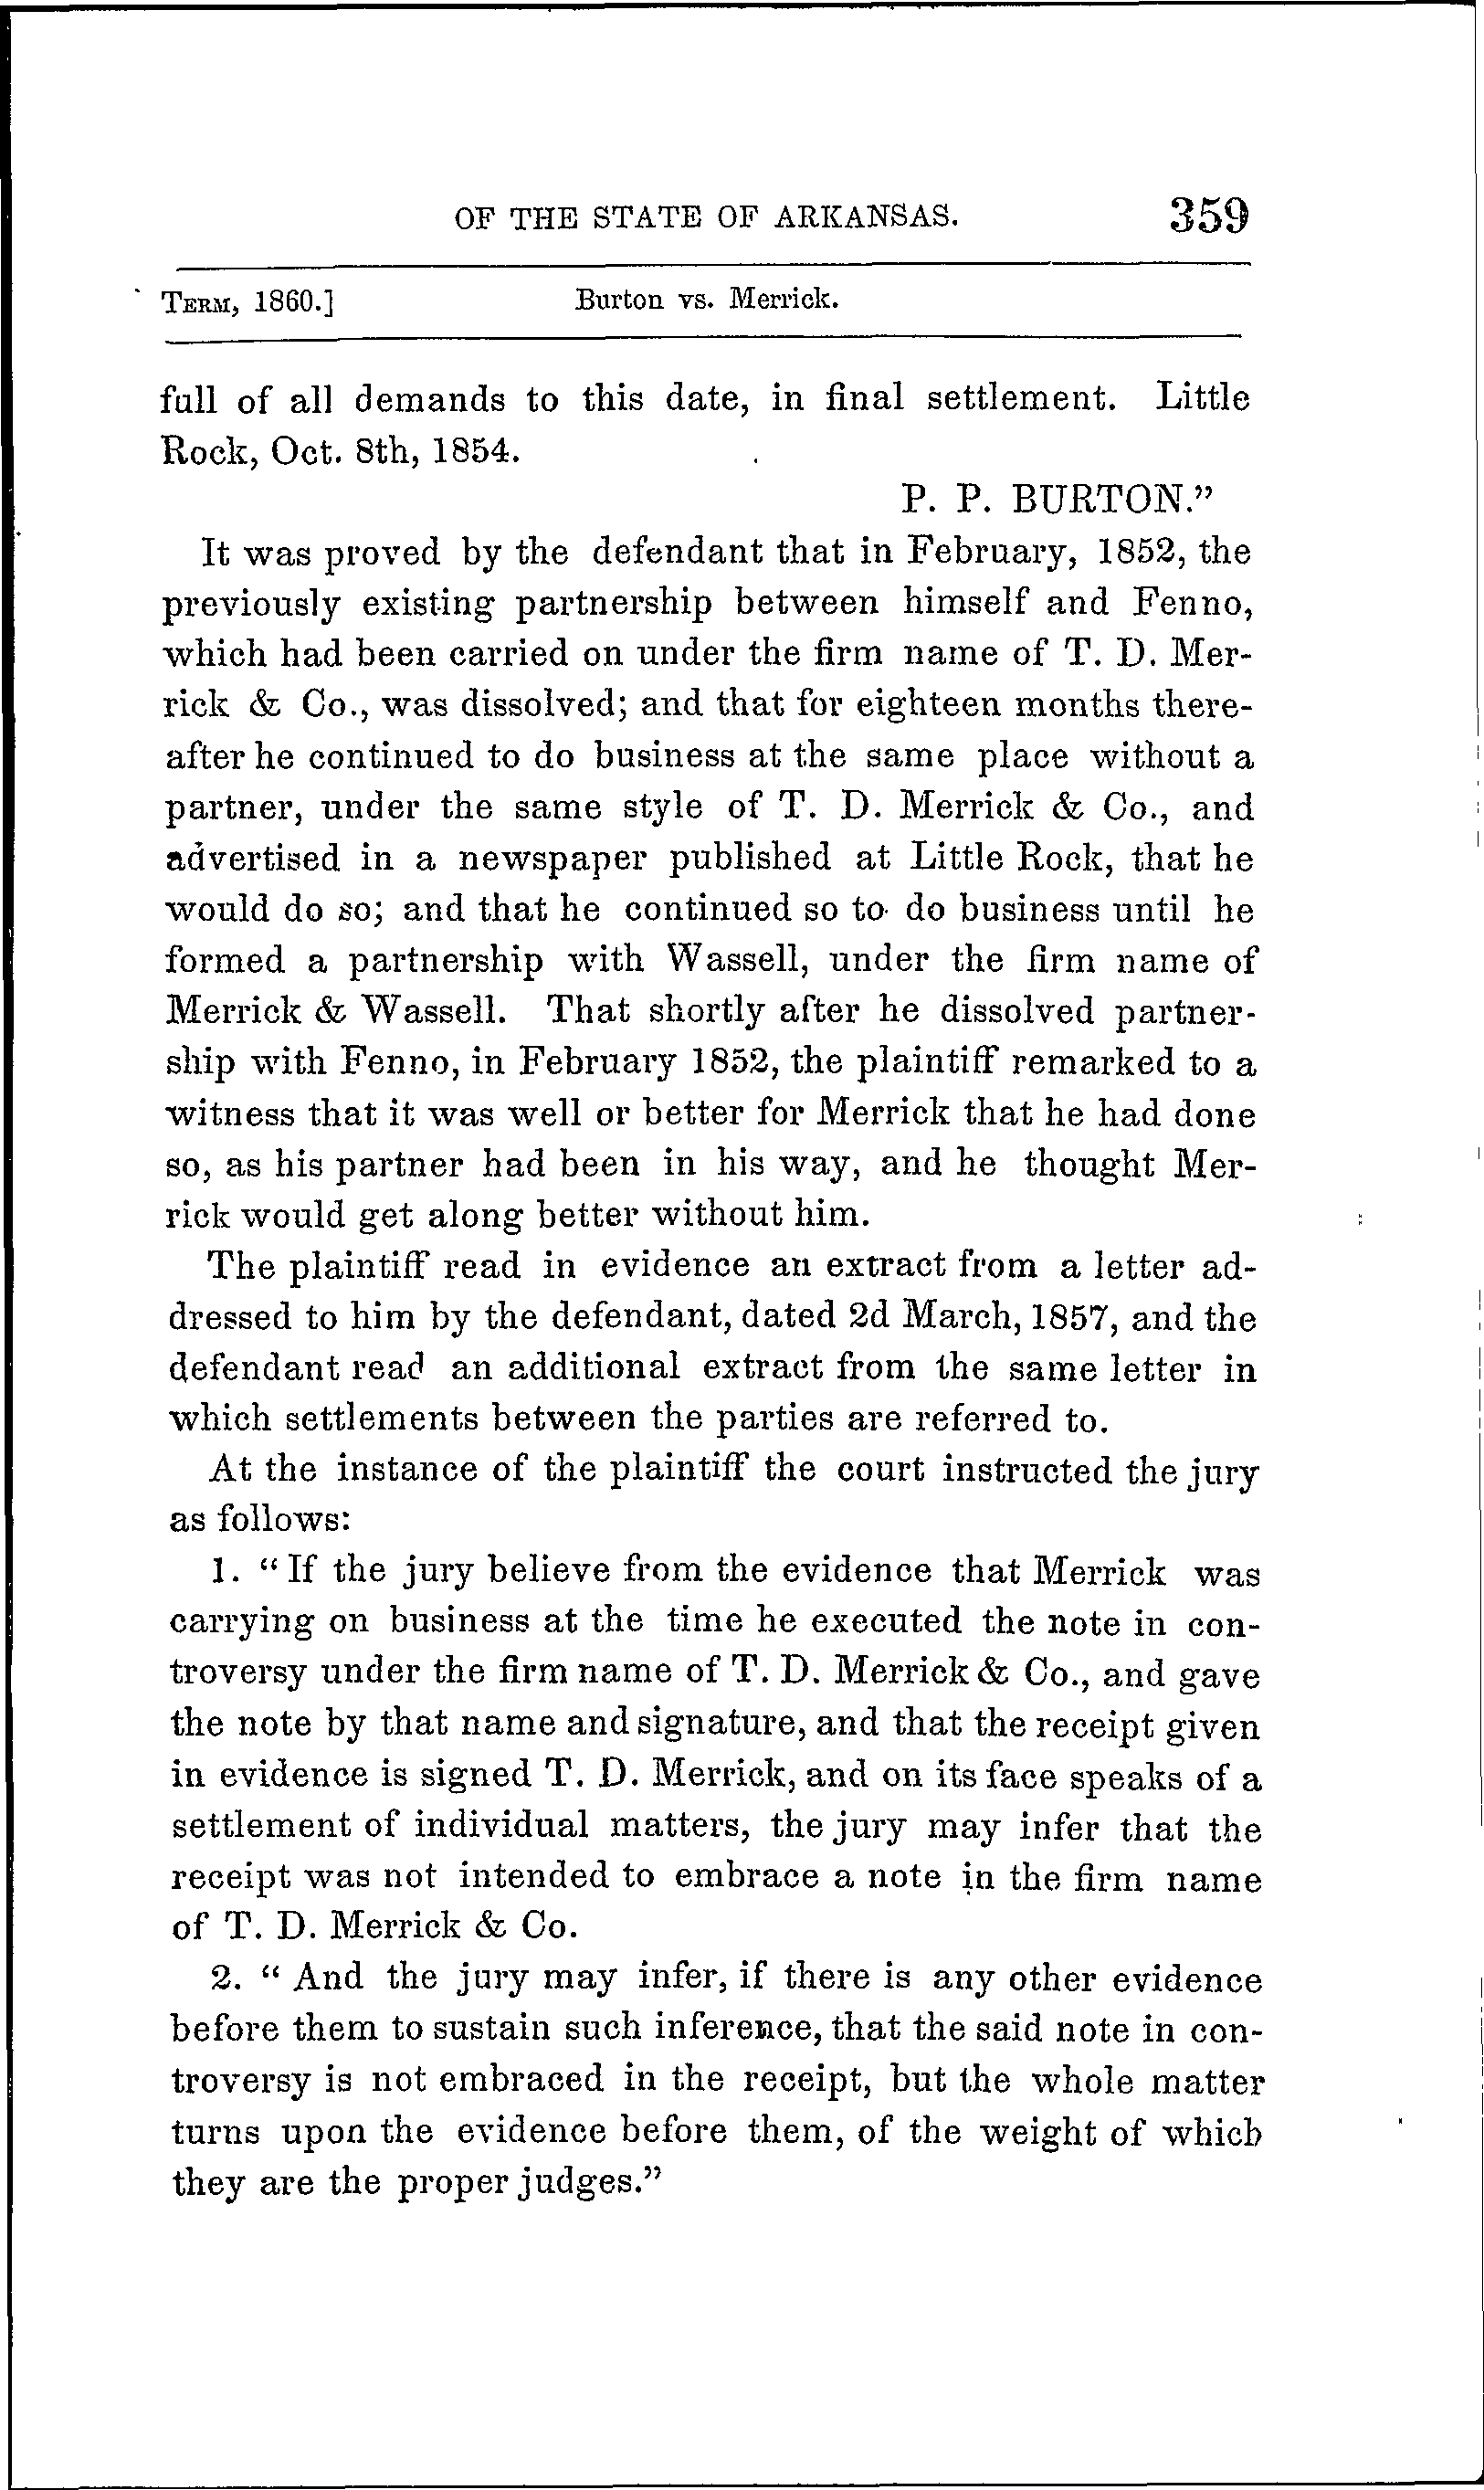 OF THE STATE OF ARKANSAS. 359
TERM, 1860.] Burton vs. Merrick.
full of all demands to this date, in final settlement. Little
Rock, Oct. 8th, 1854.
P. P. BURTON."
It was proved by the defendant that in February, 1852, the
previously existing partnership between himself and Fenno,
which had been carried on under the firm name of T. D. Mer-
rick & Co., was dissolved; and that for eighteen months there-
after he continued to do business at the same place without a
partner, under the same style of T. D. Merrick & Co., and
advertised in a newspaper published at Little Rock, that he
would do so; and that he continued so to do business until he
formed a partnership with Wassell, under the firm name of
Merrick & Wassell. That shortly after he dissolved partner-
ship with Fenno, in February 1852, the plaintiff remarked to a
witness that it was well or better for Merrick that he had done
so, as his partner had been in his way, and he thought Mer-
rick would get along better without him.
The plaintiff read in evidence an extract from a letter ad-
dressed to him by the defendant, dated 2d March, 1857, and the
defendant read an additional extract from the same letter in
which settlements between the parties are referred to.
At the instance of the plaintiff the court instructed the jury
as follows:
1. "If the jury believe from the evidence that Merrick was
carrying on business at the time he executed the note in con-
troversy under the firm name of T. D. Merrick & Co., and gave
the note by that name and signature, and that the receipt given
in evidence is signed T. D. Merrick, and on its face speaks of a
settlement of individual matters, the jury may infer that the
receipt was not intended to embrace a note in the firm name
of T. D. Merrick & Co.
2. "And the jury may infer, if there is any other evidence
before them to sustain such inference, that the said note in con-
troversy is not embraced in the receipt, but the whole matter
turns upon the evidence before them, of the weight of which
they are the proper judges."